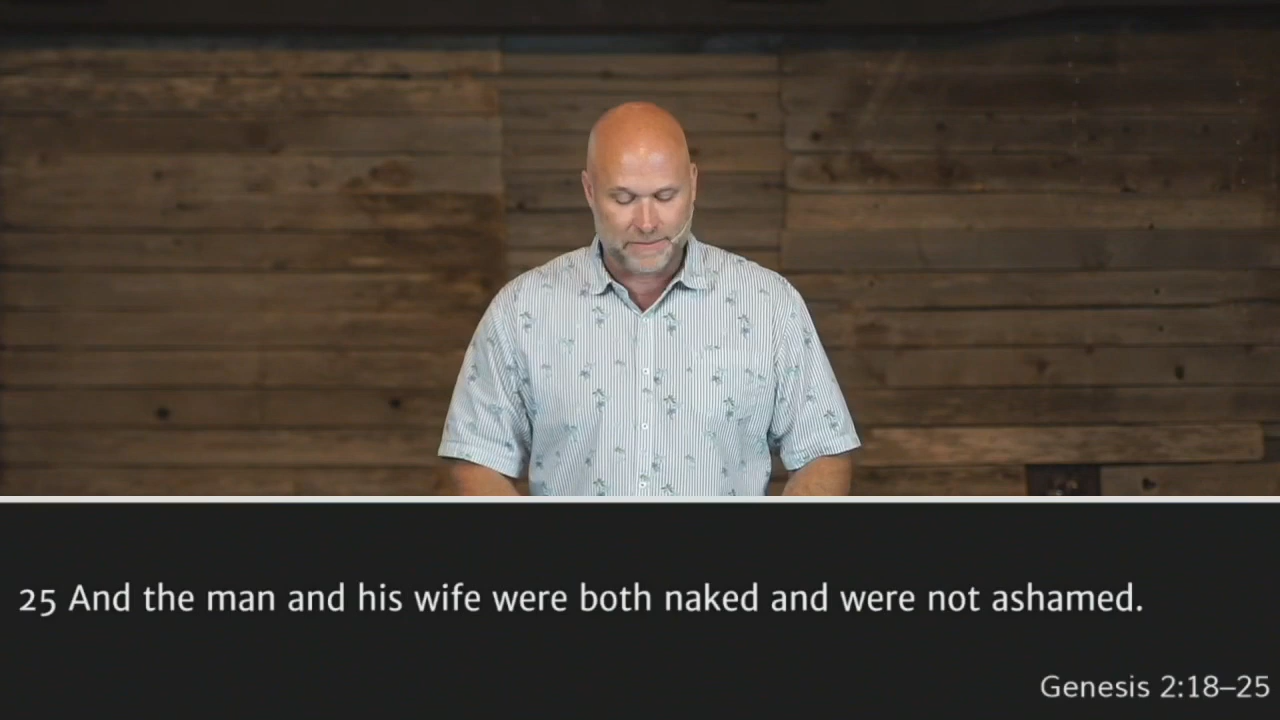 25 And the man and his wife were both naked and were not ashamed.
Genesis 2:18–25